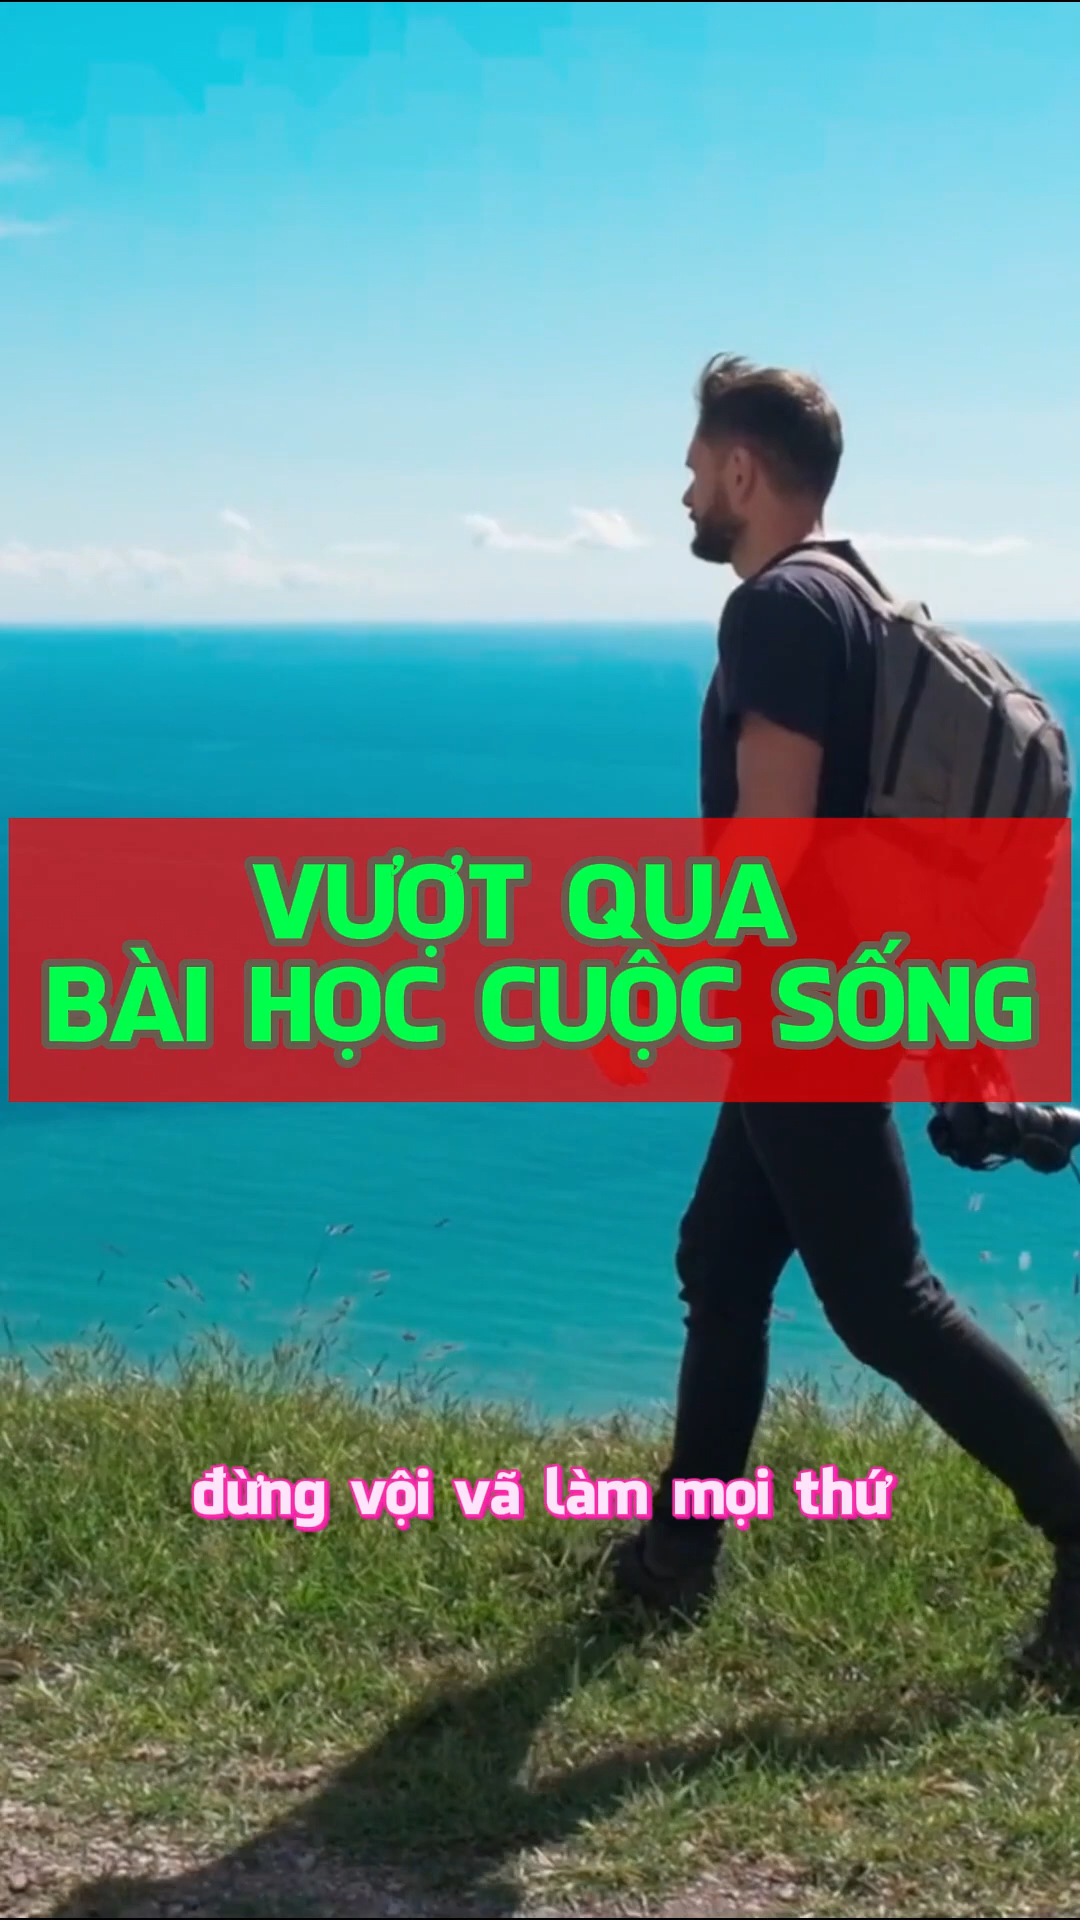 VƯỢT QUA
BÀI HỌC CUỘC SỐNG
đừng vội vã làm mọi thứ